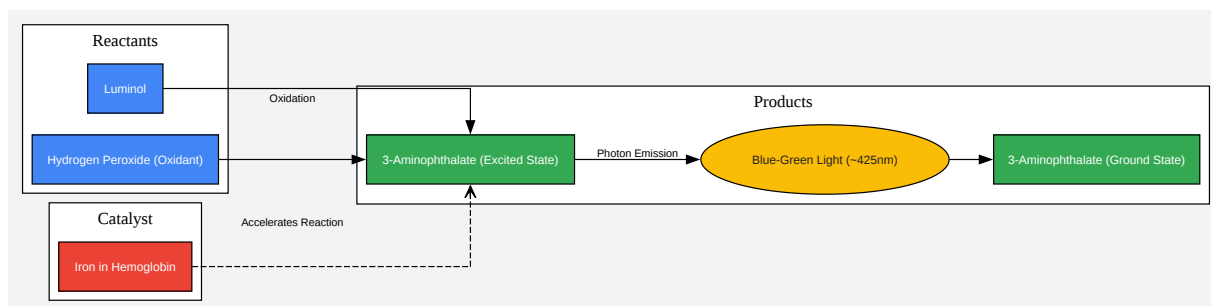 Reactants
Luminol
Hydrogen Peroxide (Oxidant)
Oxidation
Products
3-Aminophthalate (Excited State)
Photon Emission
Blue-Green Light (~425nm)
3-Aminophthalate (Ground State)
Catalyst
Iron in Hemoglobin
Accelerates Reaction